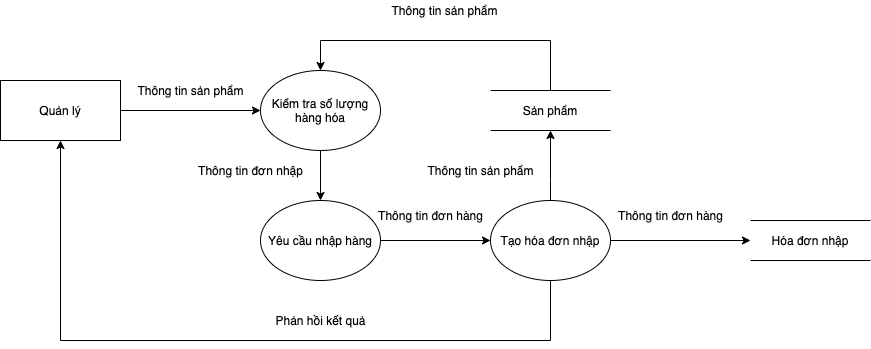 Thông tin sản phẩm
Thông tin sản phẩm
Quán lý
Kiểm tra số lượng
hàng hóa
Sản phẩm
Thông tin đơn nhập
Thông tin sản phẩm
Yêu cầu nhập hàng
Thông tin đơn hàng
Tạo hóa đơn nhập
Thông tin đơn hàng
Hóa đơn nhập
Phán hồi kết quả